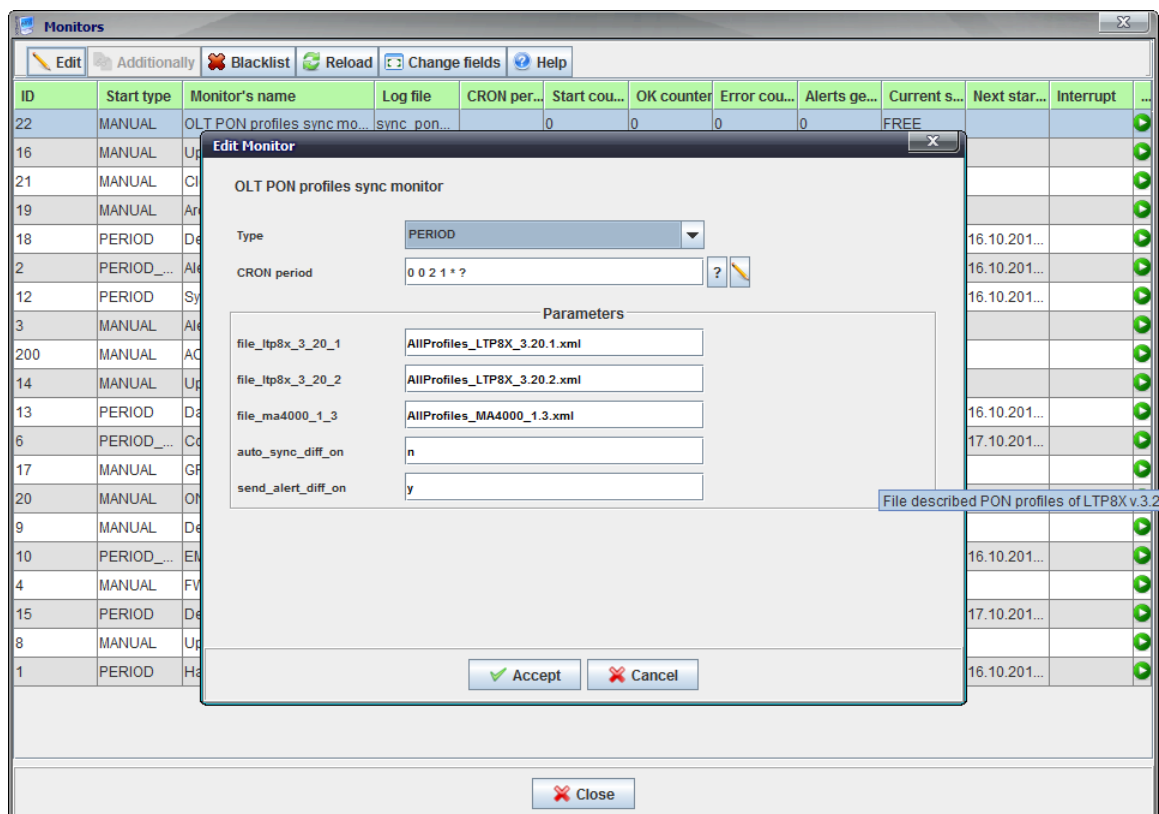 Monitors
Edit Additionally Blacklist Reload Change fields Help
ID Start type Monitor's name Log file CRON per... Start cou... OK counter Error cou... Alerts ge... Current s... Next star... Interrupt ...
22 MANUAL OLT PON profiles sync mo... sync_pon... 0 0 0 0 FREE
16 MANUAL
21 MANUAL
19 MANUAL
18 PERIOD 16.10.201...
2 PERIOD_... 16.10.201...
12 PERIOD 16.10.201...
3 MANUAL
200 MANUAL
14 MANUAL
13 PERIOD 16.10.201...
6 PERIOD_... 17.10.201...
17 MANUAL
20 MANUAL
9 MANUAL
10 PERIOD_... 16.10.201...
4 MANUAL
15 PERIOD 17.10.201...
8 MANUAL
1 PERIOD 16.10.201...
Edit Monitor
OLT PON profiles sync monitor
Type PERIOD
CRON period 0 0 2 1 * ? ?
Parameters
file_ltp8x_3_20_1 AllProfiles_LTP8X_3.20.1.xml
file_ltp8x_3_20_2 AllProfiles_LTP8X_3.20.2.xml
file_ma4000_1_3 AllProfiles_MA4000_1.3.xml
auto_sync_diff_on n
send_alert_diff_on y
File described PON profiles of LTP8X v.3.2
Accept Cancel
Close